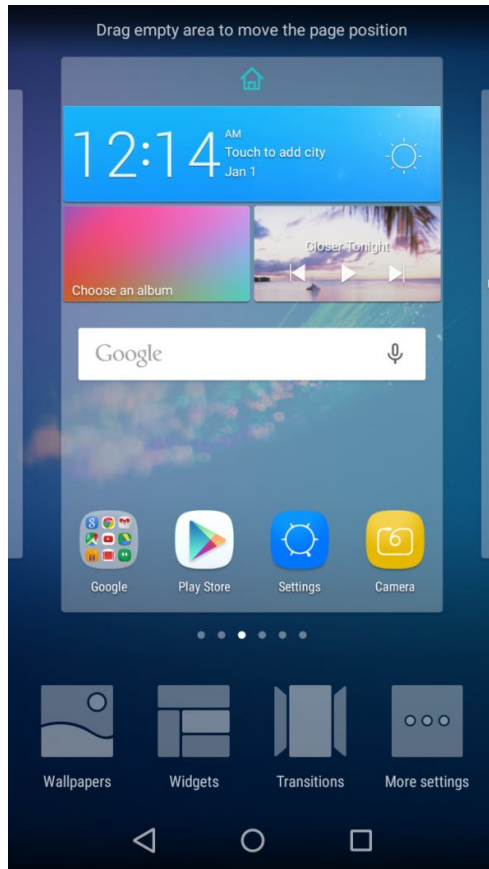 Drag empty area to move the page position
12:14
AM
Touch to add city
Jan 1
Choose an album
Closer Tonight
Google
Google
Play Store
Settings
Camera
Wallpapers
Widgets
Transitions
More settings